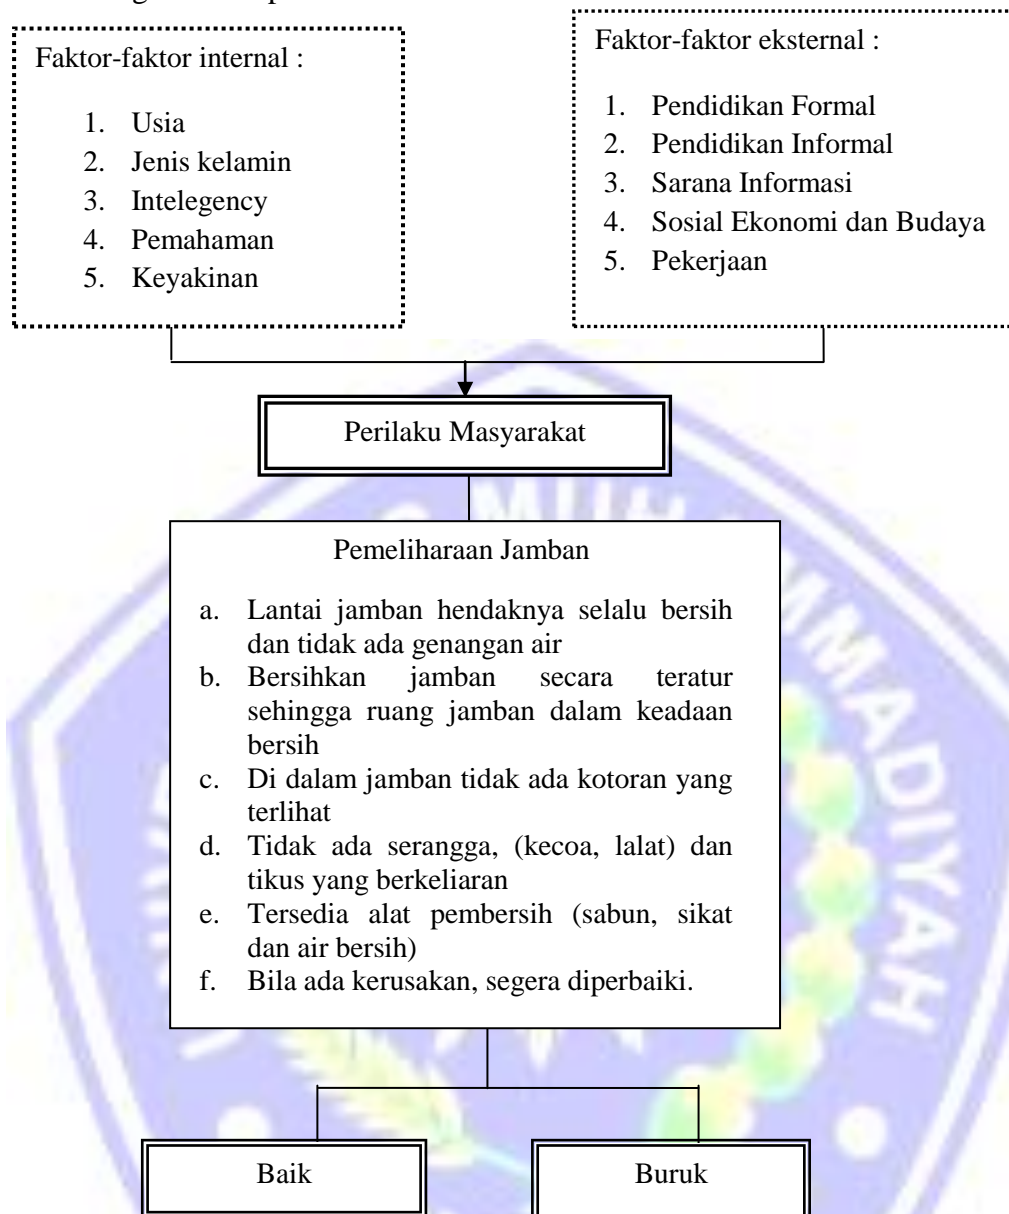 Faktor-faktor internal :
1. Usia
2. Jenis kelamin
3. Intelegency
4. Pemahaman
5. Keyakinan
Faktor-faktor eksternal :
1. Pendidikan Formal
2. Pendidikan Informal
3. Sarana Informasi
4. Sosial Ekonomi dan Budaya
5. Pekerjaan
Perilaku Masyarakat
Pemeliharaan Jamban
a. Lantai jamban hendaknya selalu bersih
dan tidak ada genangan air
b. Bersihkan jamban secara teratur
sehingga ruang jamban dalam keadaan
bersih
c. Di dalam jamban tidak ada kotoran yang
terlihat
d. Tidak ada serangga, (kecoa, lalat) dan
tikus yang berkeliaran
e. Tersedia alat pembersih (sabun, sikat
dan air bersih)
f. Bila ada kerusakan, segera diperbaiki.
Baik
Buruk
MUHAMMADIYAH